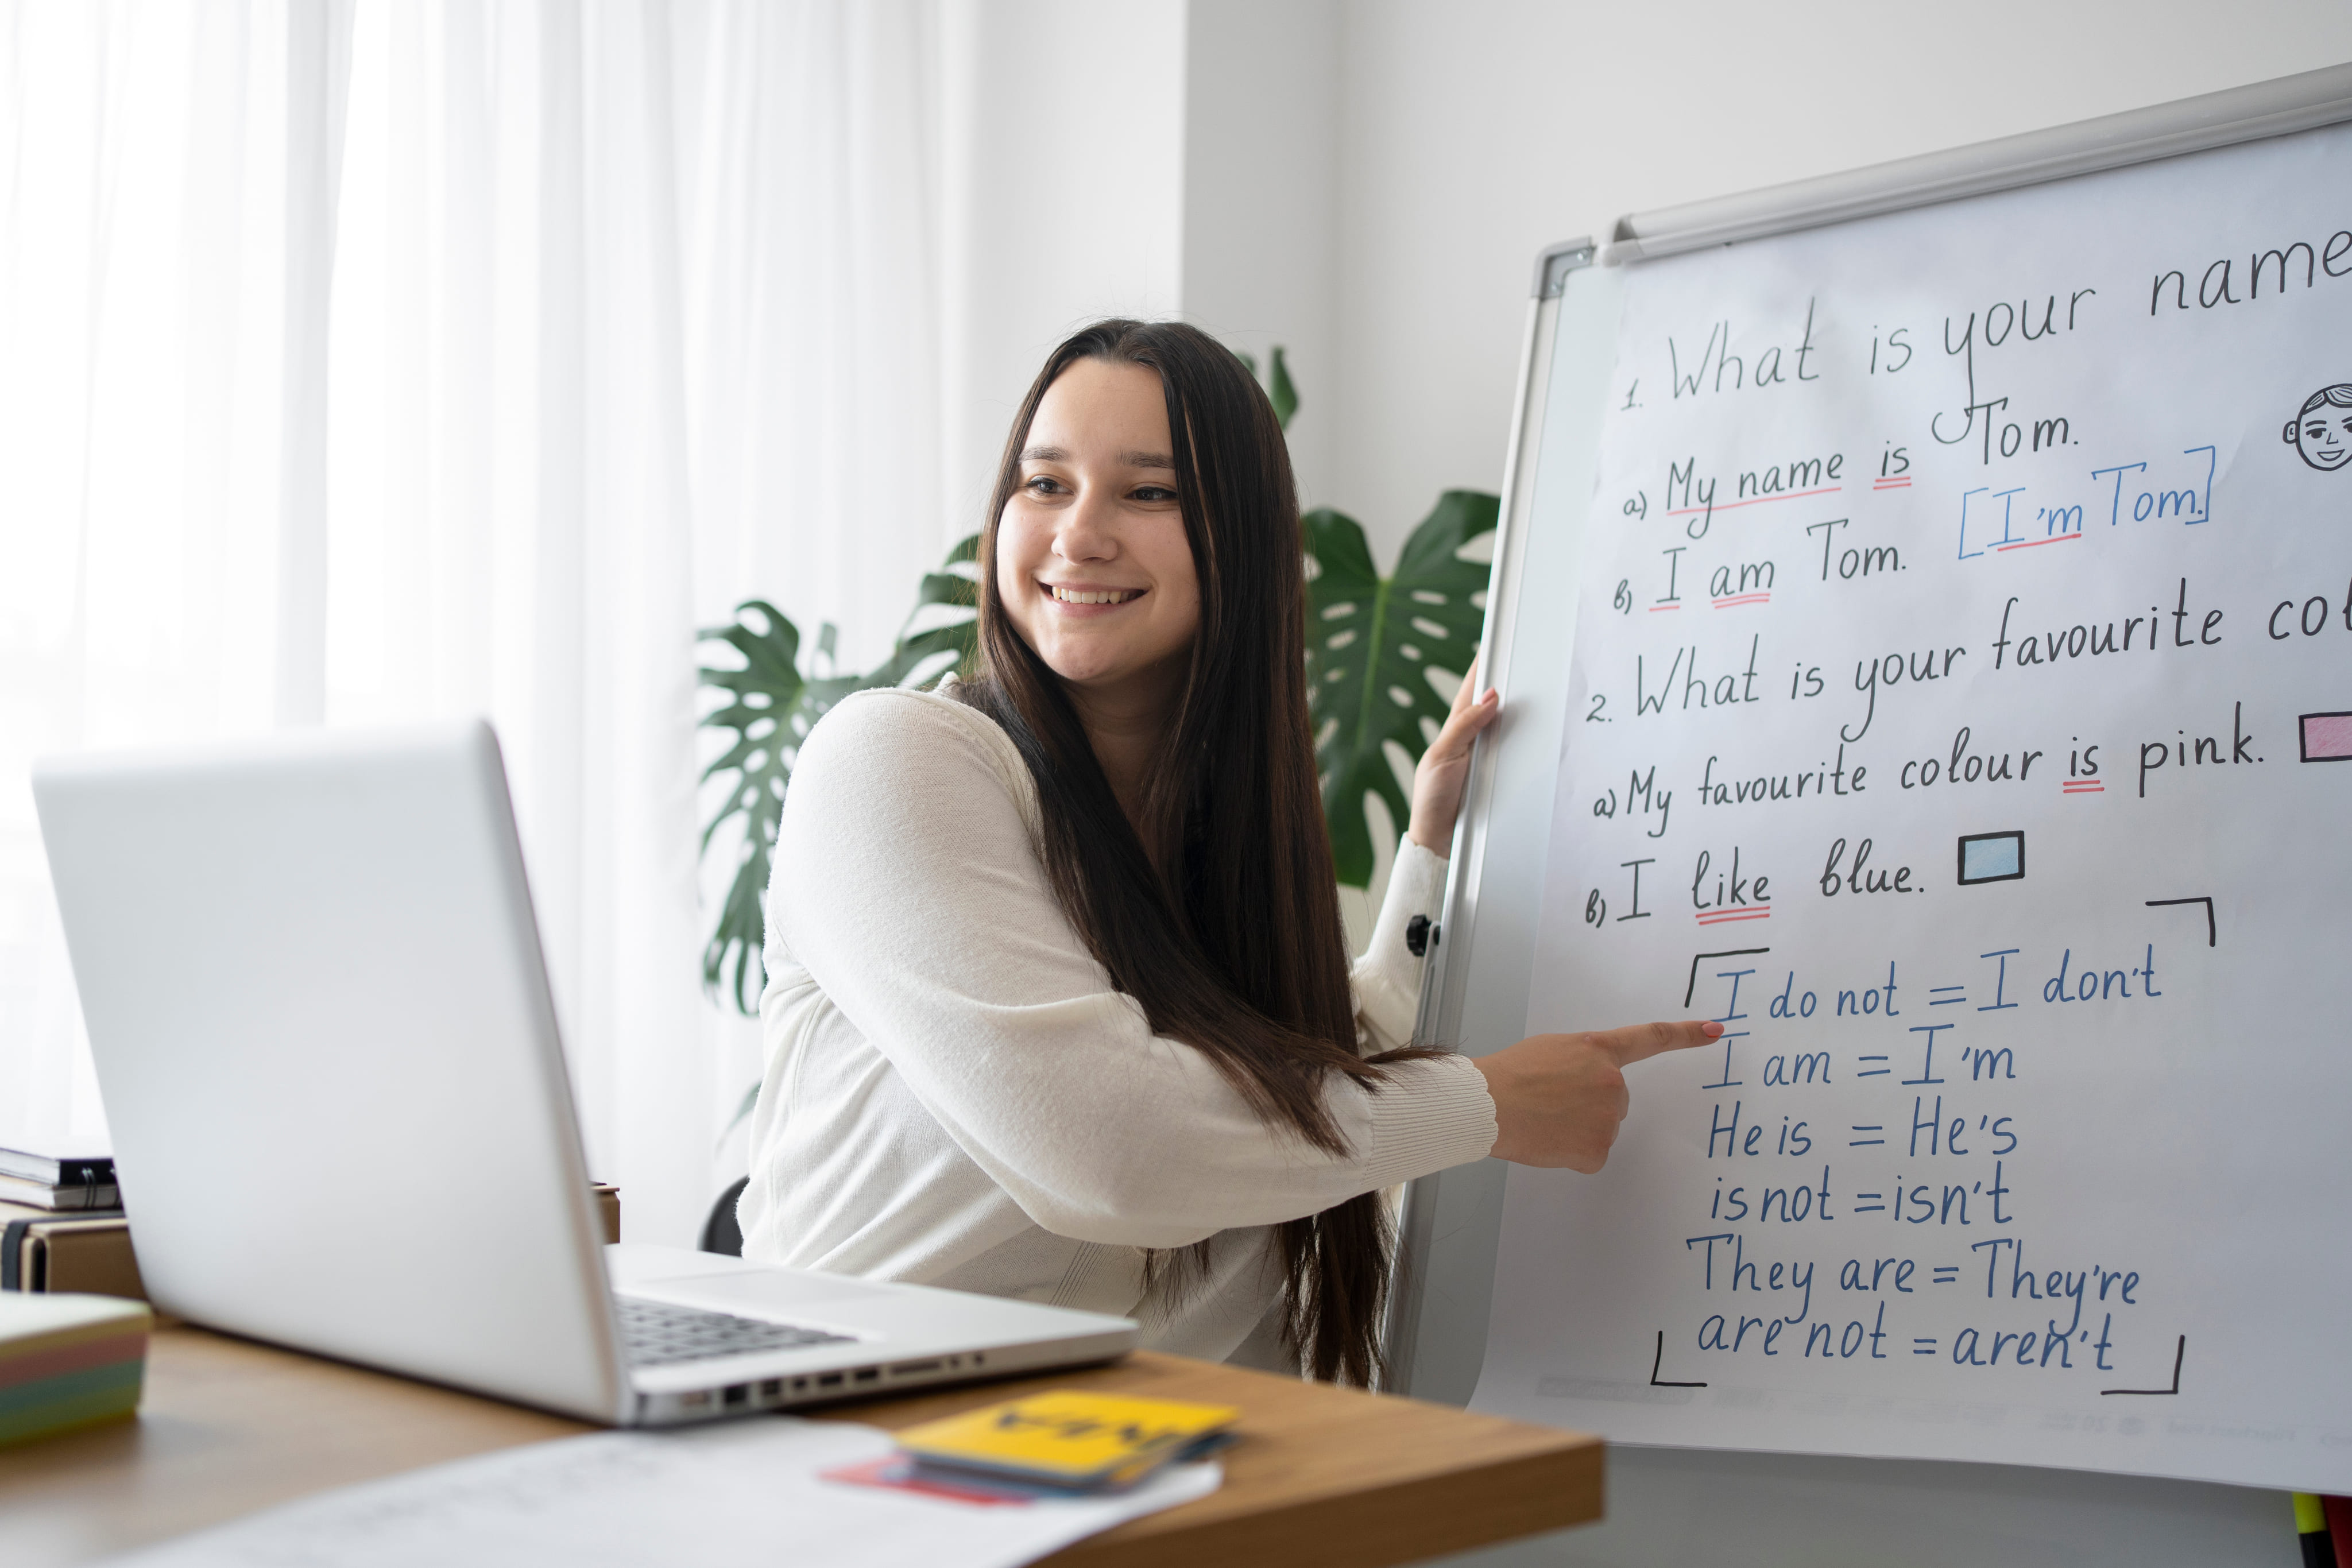 1. What is your name
a) My name is Tom.
b) I am Tom. [I'm Tom.]
2. What is your favourite col
a) My favourite colour is pink.
b) I like blue.
I do not = I don't
I am = I'm
He is = He's
is not = isn't
They are = They're
are not = aren't